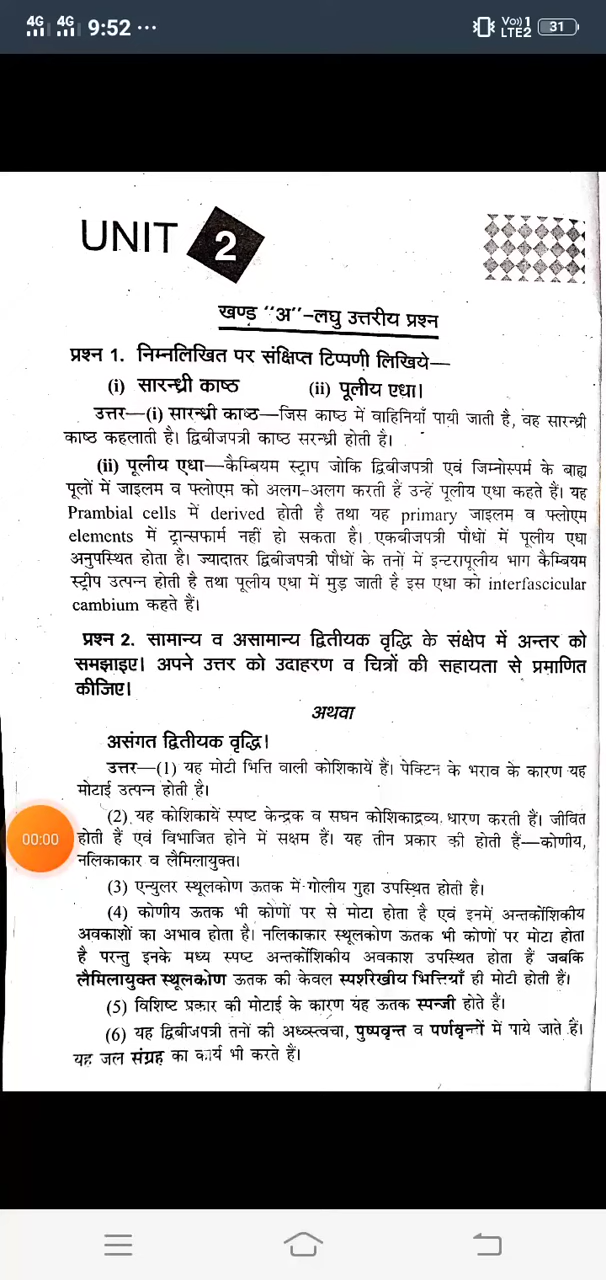 4G 4G 9:52 ...
Vo)) 1 LTE2 31
UNIT 2
खण्ड "अ"-लघु उत्तरीय प्रश्न
प्रश्न 1. निम्नलिखित पर संक्षिप्त टिप्पणी लिखिये—
(i) सारन्ध्री काष्ठ (ii) पूलीय एधा।
उत्तर—(i) सारन्ध्री काष्ठ—जिस काष्ठ में वाहिनियाँ पायी जाती है, वह सारन्ध्री
काष्ठ कहलाती है। द्विबीजपत्री काष्ठ सरन्ध्री होती है।
(ii) पूलीय एधा—कैम्बियम स्ट्राप जोकि द्विबीजपत्री एवं जिम्नोस्पर्म के बाह्य
पूलों में जाइलम व फ्लोएम को अलग-अलग करती हैं उन्हें पूलीय एधा कहते हैं। यह
Prambial cells में derived होती है तथा यह primary जाइलम व फ्लोएम
elements में ट्रान्सफार्म नहीं हो सकता है। एकबीजपत्री पौधों में पूलीय एधा
अनुपस्थित होता है। ज्यादातर द्विबीजपत्री पौधों के तनों में इन्टरापूलीय भाग कैम्बियम
स्ट्रीप उत्पन्न होती है तथा पूलीय एधा में मुड़ जाती है इस एधा को interfascicular
cambium कहते हैं।
प्रश्न 2. सामान्य व असामान्य द्वितीयक वृद्धि के संक्षेप में अन्तर को
समझाइए। अपने उत्तर को उदाहरण व चित्रों की सहायता से प्रमाणित
कीजिए।
अथवा
असंगत द्वितीयक वृद्धि।
उत्तर—(1) यह मोटी भित्ति वाली कोशिकायें हैं। पेक्टिन के भराव के कारण यह
मोटाई उत्पन्न होती है।
(2) यह कोशिकायें स्पष्ट केन्द्रक व सघन कोशिकाद्रव्य धारण करती हैं। जीवित
00:00 होती हैं एवं विभाजित होने में सक्षम हैं। यह तीन प्रकार की होती हैं—कोणीय,
नलिकाकार व लैमिलायुक्त।
(3) एन्युलर स्थूलकोण ऊतक में गोलीय गुहा उपस्थित होती है।
(4) कोणीय ऊतक भी कोणों पर से मोटा होता है एवं इनमें अन्तर्कोशिकीय
अवकाशों का अभाव होता है। नलिकाकार स्थूलकोण ऊतक भी कोणों पर मोटा होता
है परन्तु इनके मध्य स्पष्ट अन्तर्कोशिकीय अवकाश उपस्थित होता हैं जबकि
लैमिलायुक्त स्थूलकोण ऊतक की केवल स्पर्शरेखीय भित्तियाँ ही मोटी होती हैं।
(5) विशिष्ट प्रकार की मोटाई के कारण यह ऊतक स्पन्जी होते हैं।
(6) यह द्विबीजपत्री तनों की अध्स्त्वचा, पुष्पवृन्त व पर्णवृन्तों में पाये जाते हैं।
यह जल संग्रह का कार्य भी करते हैं।